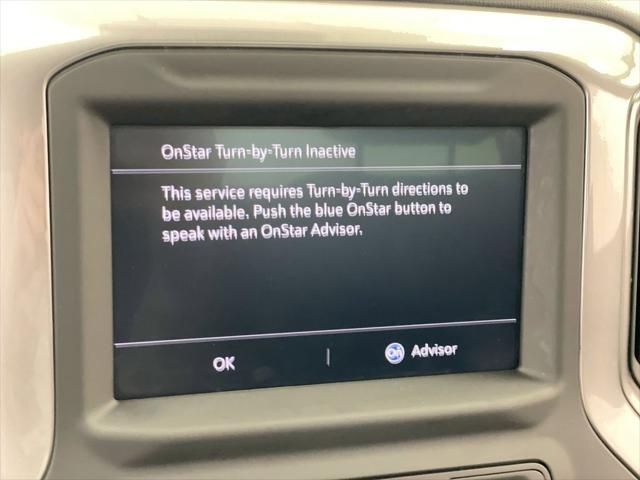 OnStar Turn-by-Turn Inactive
This service requires Turn-by-Turn directions to
be available. Push the blue OnStar button to
speak with an OnStar Advisor.
OK | On Advisor